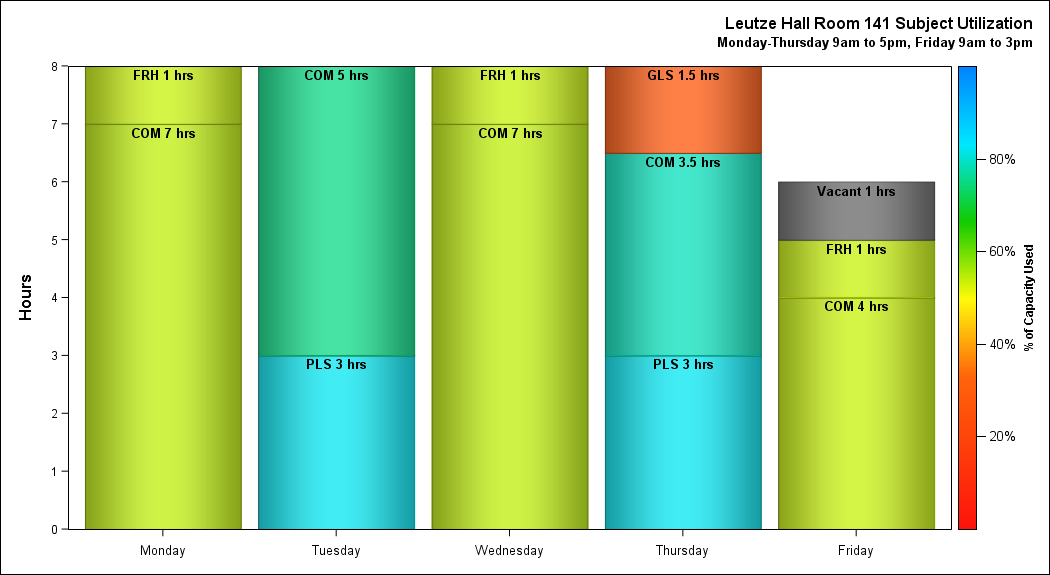 Leutze Hall Room 141 Subject Utilization
Monday-Thursday 9am to 5pm, Friday 9am to 3pm
Hours
8
7
6
5
4
3
2
1
0
FRH 1 hrs
COM 7 hrs
COM 5 hrs
PLS 3 hrs
FRH 1 hrs
COM 7 hrs
GLS 1.5 hrs
COM 3.5 hrs
PLS 3 hrs
Vacant 1 hrs
FRH 1 hrs
COM 4 hrs
Monday
Tuesday
Wednesday
Thursday
Friday
80%
60%
40%
20%
% of Capacity Used